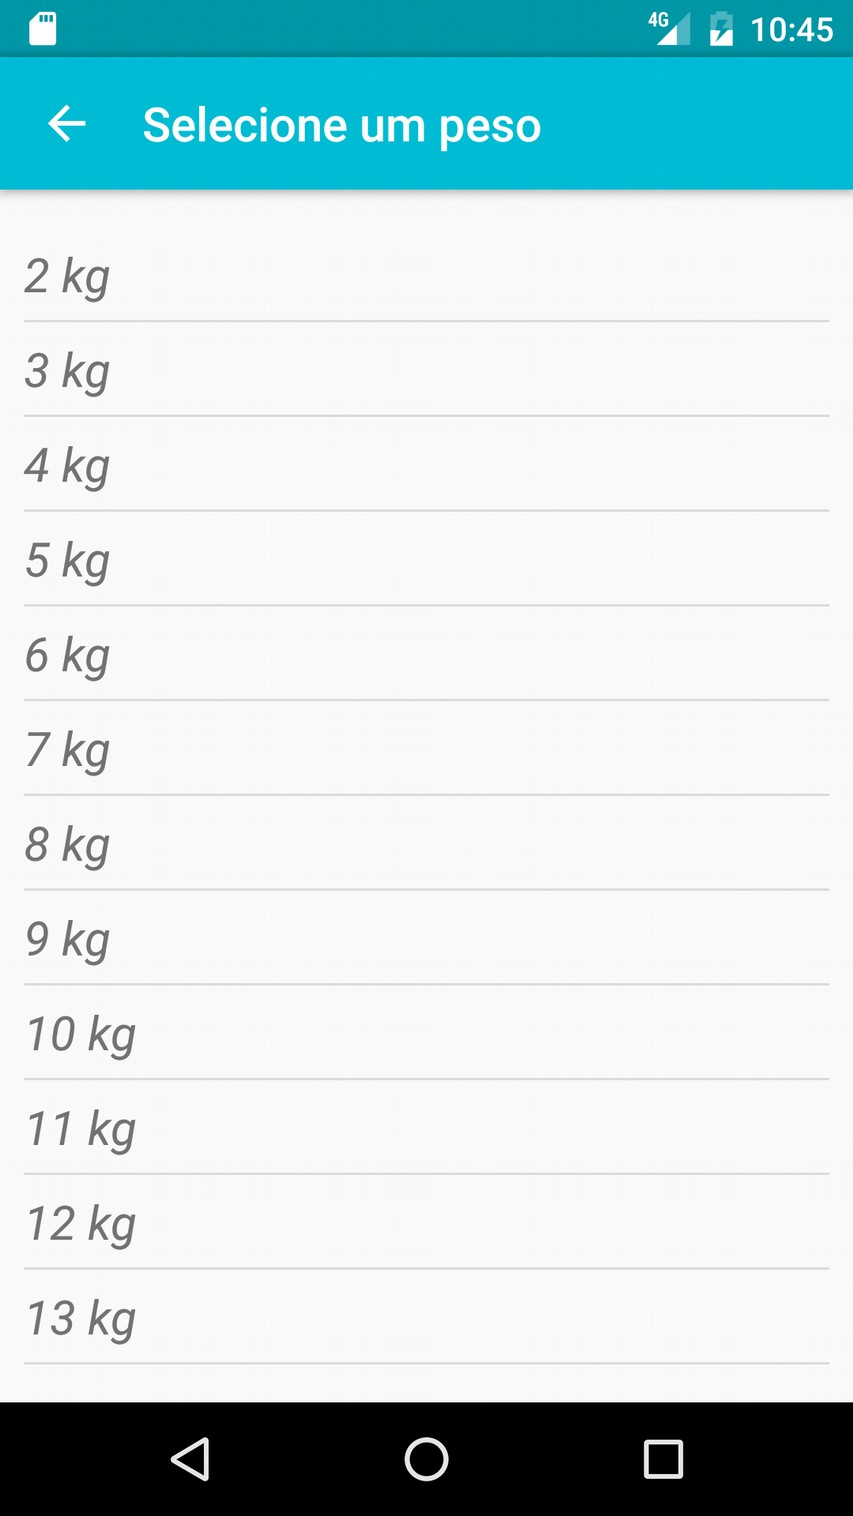 4G 10:45
Selecione um peso
2 kg
3 kg
4 kg
5 kg
6 kg
7 kg
8 kg
9 kg
10 kg
11 kg
12 kg
13 kg